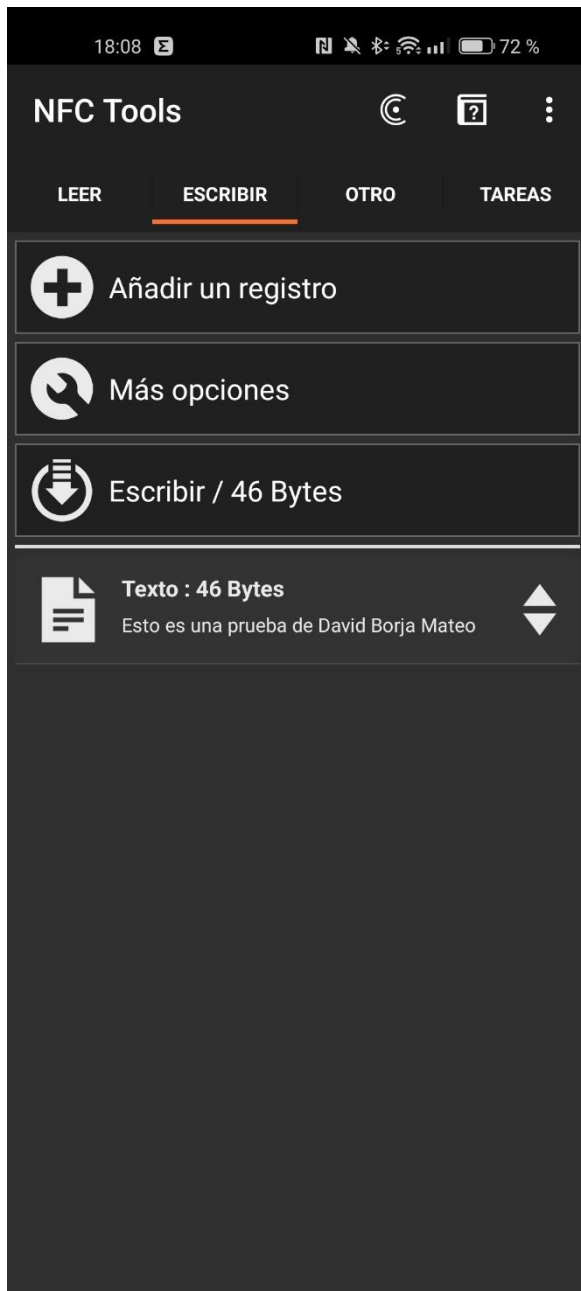 18:08 Σ 72 %
NFC Tools
LEER ESCRIBIR OTRO TAREAS
Añadir un registro
Más opciones
Escribir / 46 Bytes
Texto : 46 Bytes
Esto es una prueba de David Borja Mateo